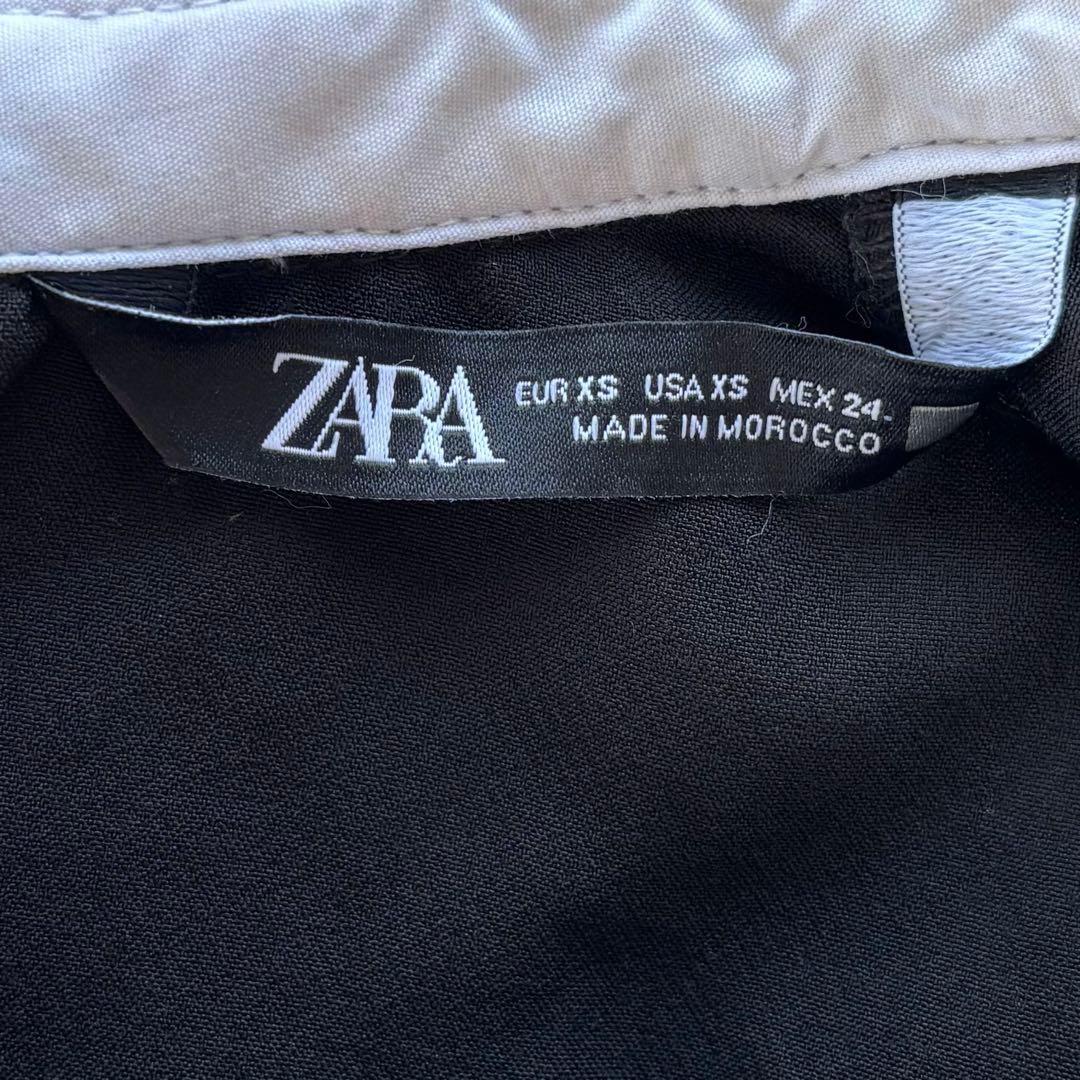 ZARA
EUR XS USA XS MEX 24-
MADE IN MOROCCO